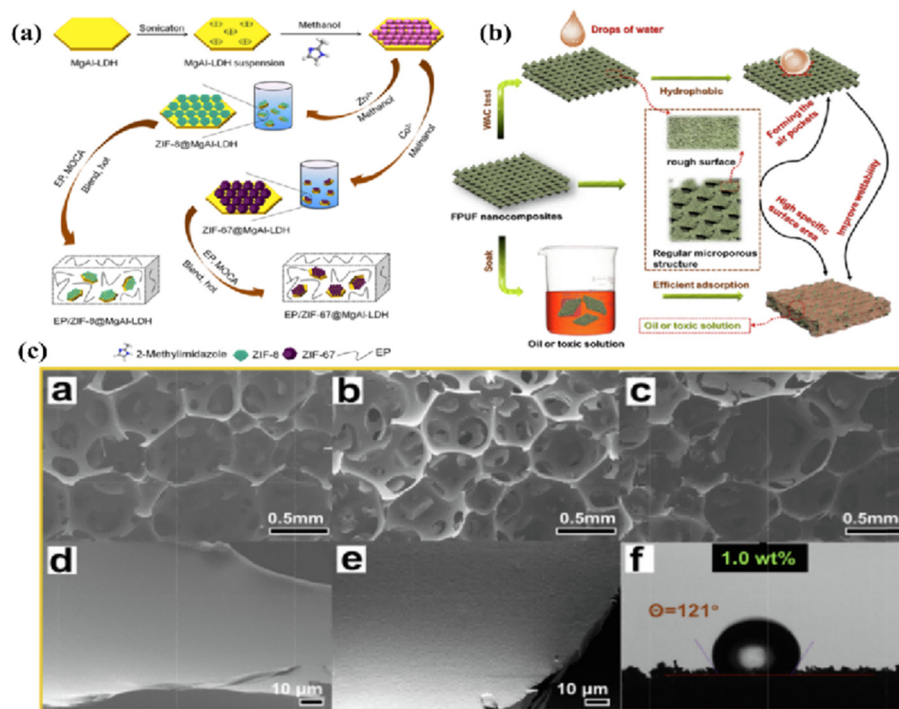 (a)
MgAl-LDH
Sonicaton
MgAl-LDH suspension
Methanol
Zn²⁺
Methanol
Co²⁺
Methanol
ZIF-8@MgAl-LDH
EP, MOCA
Blend, hot
ZIF-67@MgAl-LDH
EP, MOCA
Blend, hot
EP/ZIF-8@MgAl-LDH
EP/ZIF-67@MgAl-LDH
2-Methylimidazole ZIF-8 ZIF-67 EP
(b)
Drops of water
WAC test
Hydrophobic
Forming the
air pockets
rough surface
FPUF nanocomposites
Regular microporous
structure
High specific
surface area
Improve wettability
Soak
Efficient adsorption
Oil or toxic solution
Oil or toxic solution
(c)
a
0.5mm
b
0.5mm
c
0.5mm
d
10 μm
e
10 μm
f
1.0 wt%
Θ=121°